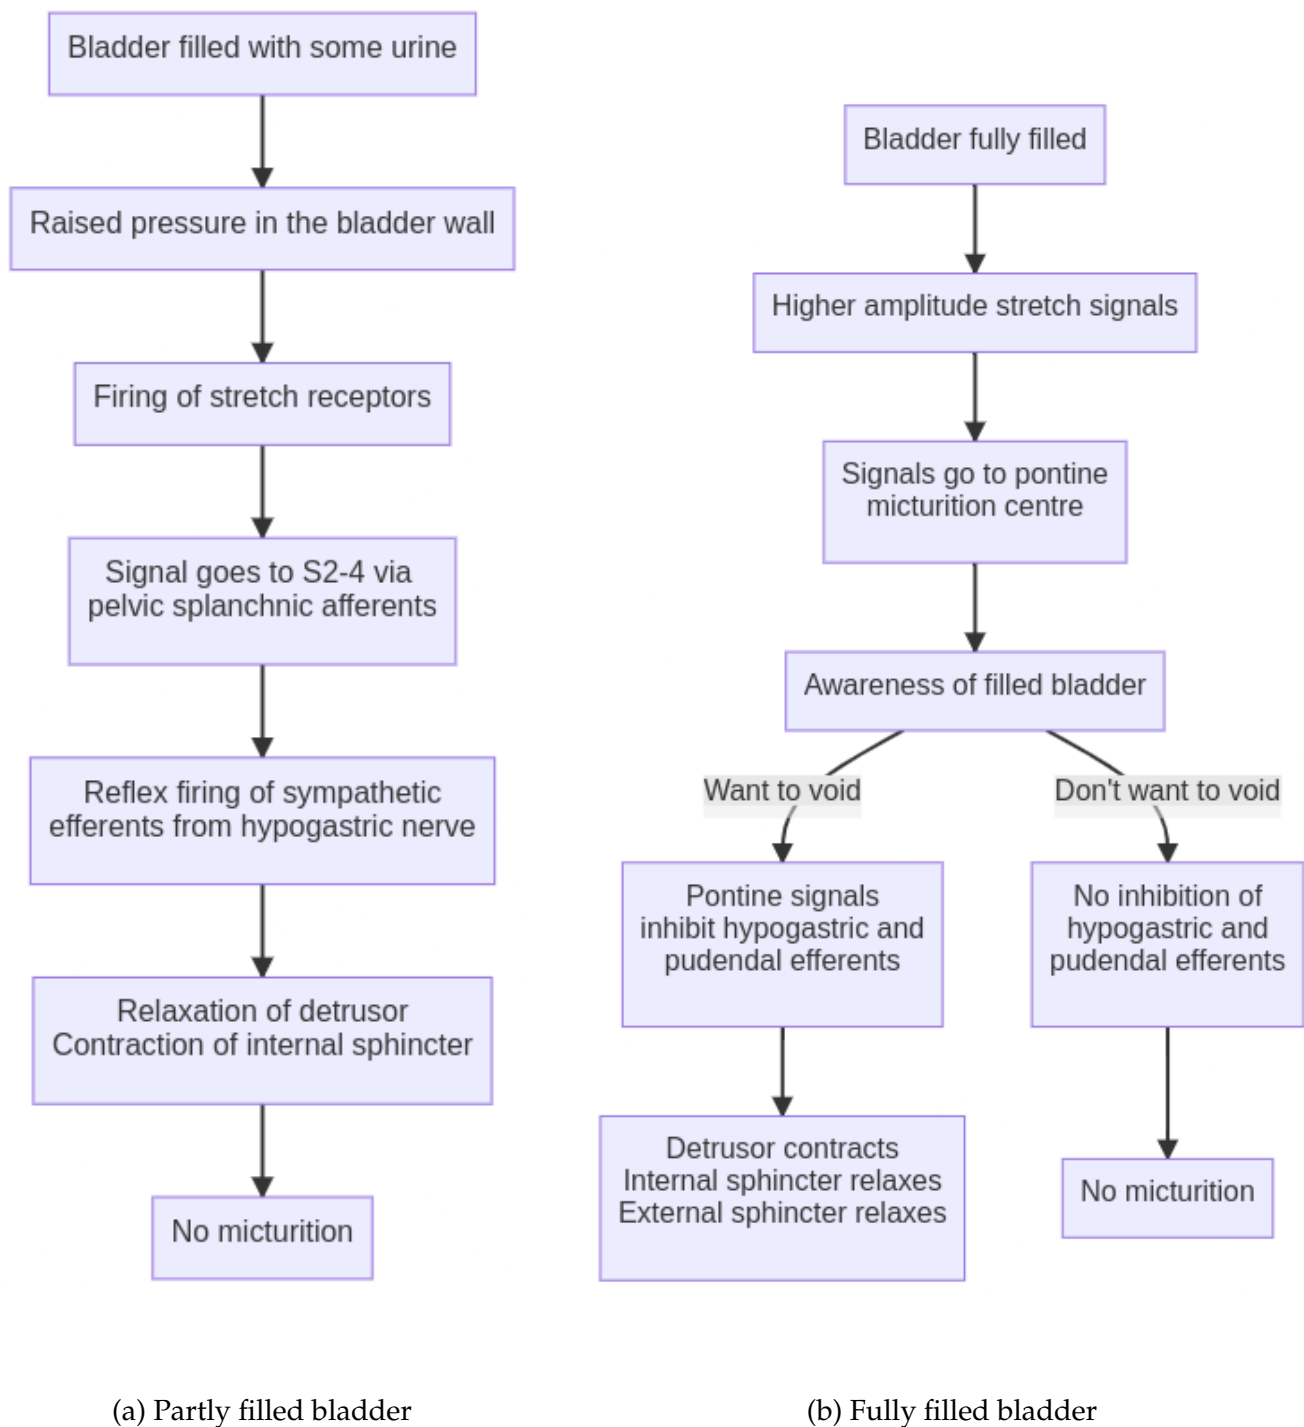 Bladder filled with some urine
Raised pressure in the bladder wall
Firing of stretch receptors
Signal goes to S2-4 via
pelvic splanchnic afferents
Reflex firing of sympathetic
efferents from hypogastric nerve
Relaxation of detrusor
Contraction of internal sphincter
No micturition
(a) Partly filled bladder
Bladder fully filled
Higher amplitude stretch signals
Signals go to pontine
micturition centre
Awareness of filled bladder
Want to void
Don't want to void
Pontine signals
inhibit hypogastric and
pudendal efferents
No inhibition of
hypogastric and
pudendal efferents
Detrusor contracts
Internal sphincter relaxes
External sphincter relaxes
No micturition
(b) Fully filled bladder